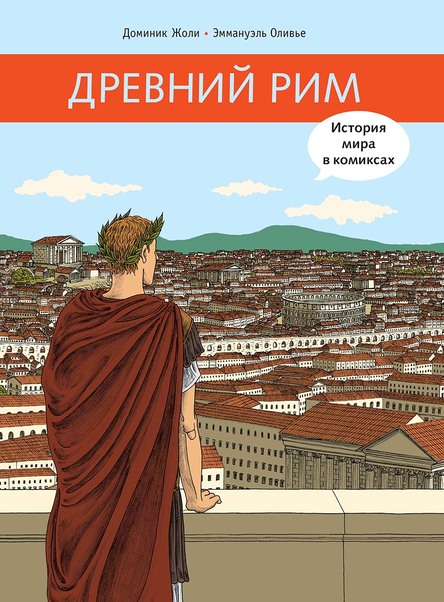 Доминик Жоли • Эммануэль Оливье
ДРЕВНИЙ РИМ
История
мира
в комиксах